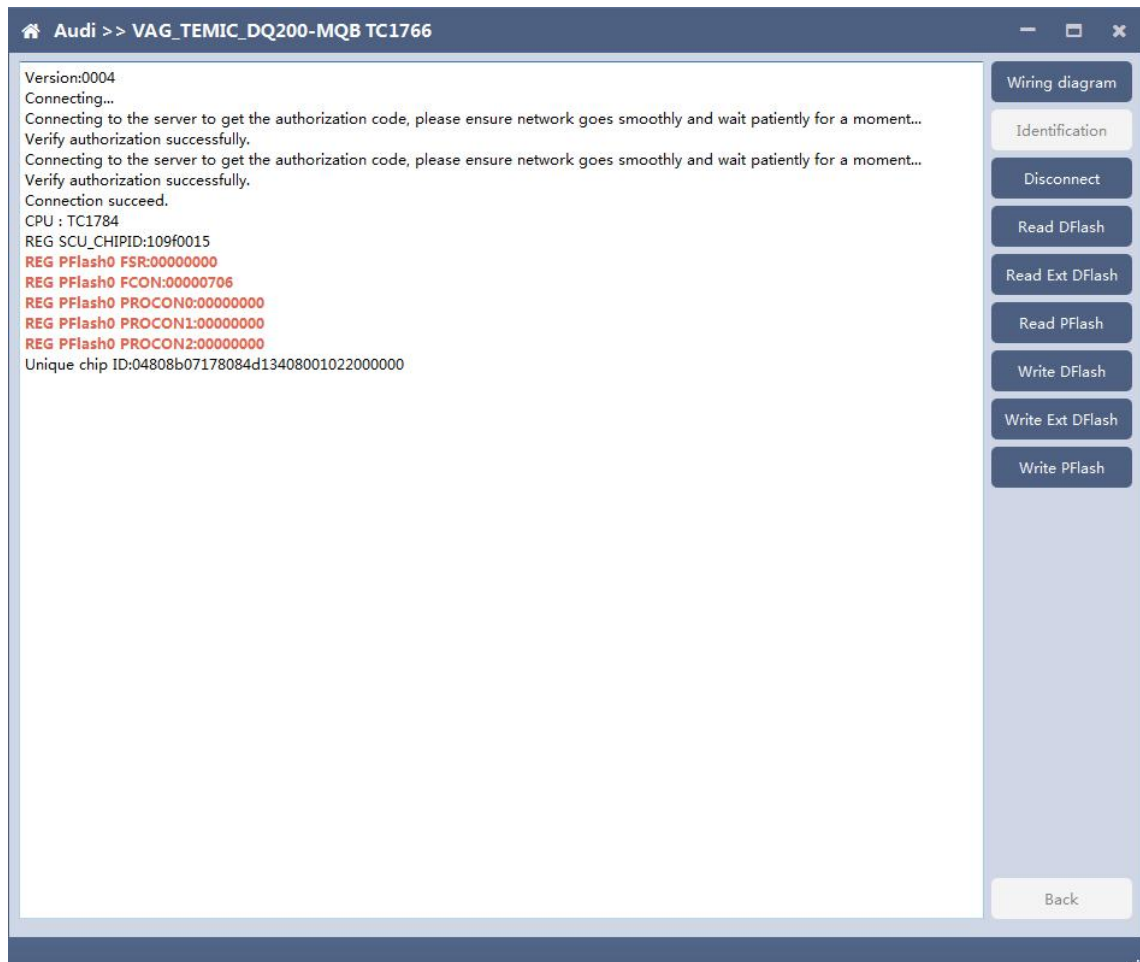 Audi >> VAG_TEMIC_DQ200-MQB TC1766
Version:0004
Connecting...
Connecting to the server to get the authorization code, please ensure network goes smoothly and wait patiently for a moment...
Verify authorization successfully.
Connecting to the server to get the authorization code, please ensure network goes smoothly and wait patiently for a moment...
Verify authorization successfully.
Connection succeed.
CPU : TC1784
REG SCU_CHIPID:109f0015
REG PFlash0 FSR:00000000
REG PFlash0 FCON:00000706
REG PFlash0 PROCON0:00000000
REG PFlash0 PROCON1:00000000
REG PFlash0 PROCON2:00000000
Unique chip ID:04808b07178084d13408001022000000
Wiring diagram
Identification
Disconnect
Read DFlash
Read Ext DFlash
Read PFlash
Write DFlash
Write Ext DFlash
Write PFlash
Back